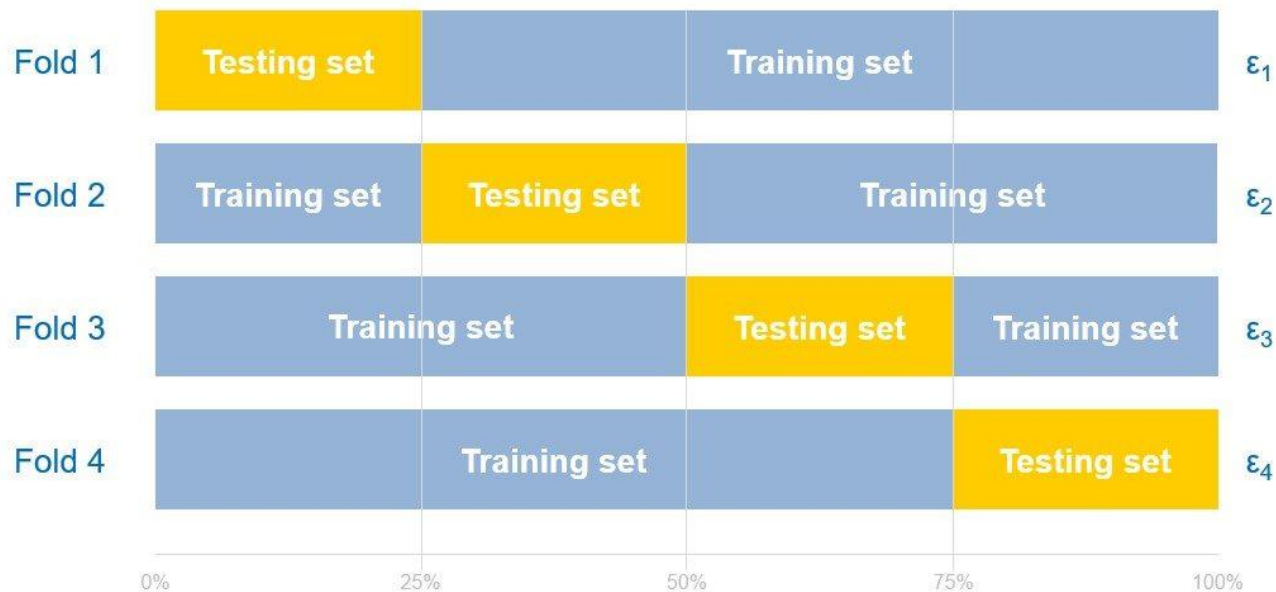 Fold 1 Testing set Training set ε₁
Fold 2 Training set Testing set Training set ε₂
Fold 3 Training set Testing set Training set ε₃
Fold 4 Training set Testing set ε₄
0% 25% 50% 75% 100%